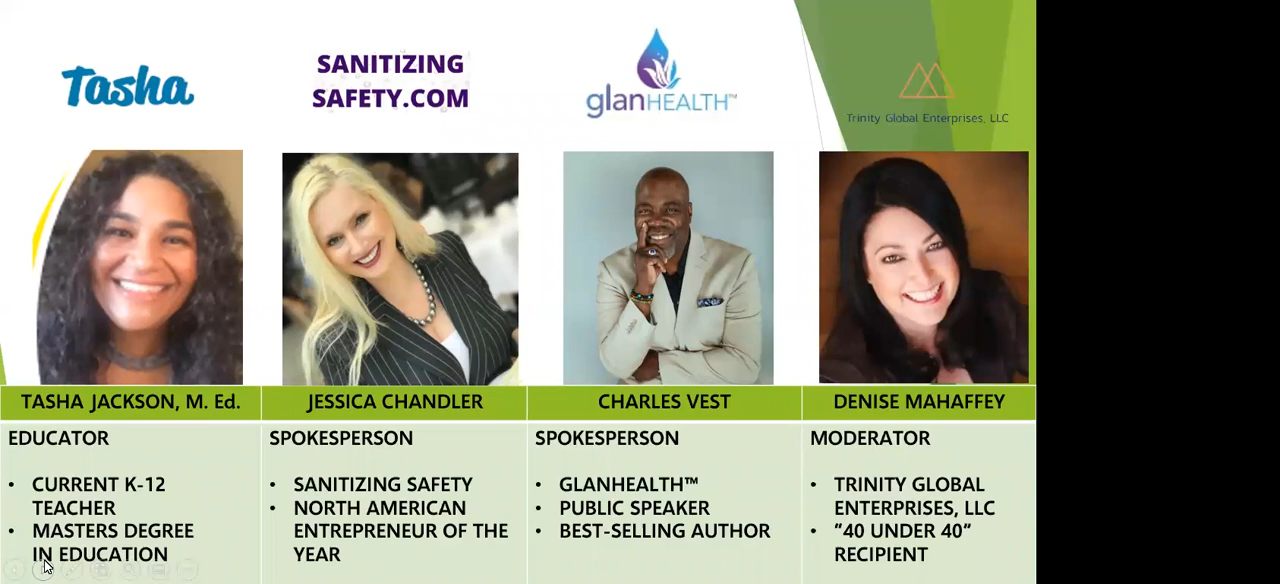 Tasha
SANITIZING
SAFETY.COM
glanHEALTH™
Trinity Global Enterprises, LLC
TASHA JACKSON, M. Ed.
JESSICA CHANDLER
CHARLES VEST
DENISE MAHAFFEY
EDUCATOR
• CURRENT K-12
TEACHER
• MASTERS DEGREE
IN EDUCATION
SPOKESPERSON
• SANITIZING SAFETY
• NORTH AMERICAN
ENTREPRENEUR OF THE
YEAR
SPOKESPERSON
• GLANHEALTH™
• PUBLIC SPEAKER
• BEST-SELLING AUTHOR
MODERATOR
• TRINITY GLOBAL
ENTERPRISES, LLC
• "40 UNDER 40"
RECIPIENT